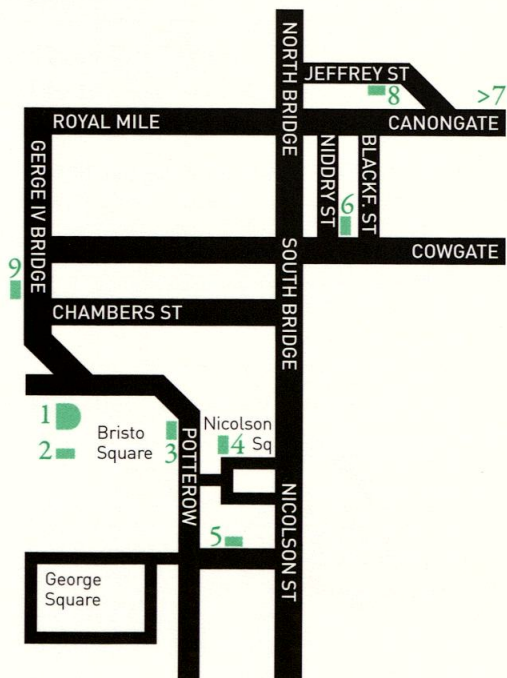 NORTH BRIDGE
JEFFREY ST
8
>7
ROYAL MILE
CANONGATE
GERGE IV BRIDGE
NIDDRY ST
BLACKF. ST
6
SOUTH BRIDGE
COWGATE
9
CHAMBERS ST
1
Bristo
Square
2
3
POTTEROW
Nicolson
Sq
4
NICOLSON ST
5
George
Square